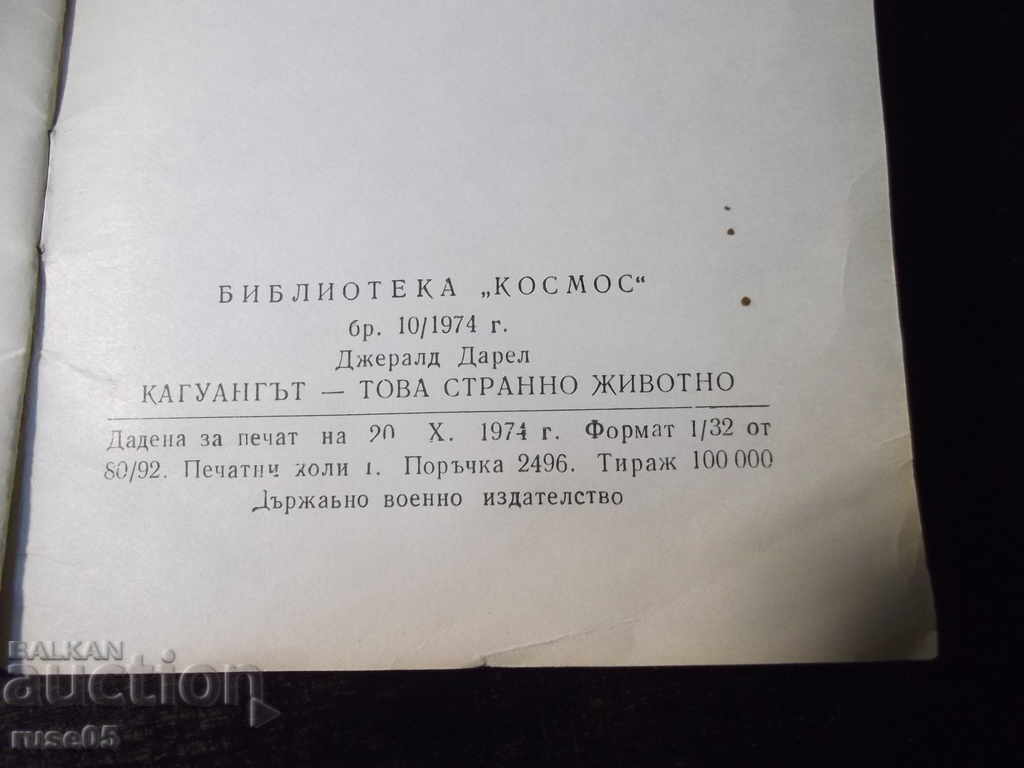 БИБЛИОТЕКА „КОСМОС“
бр. 10/1974 г.
Джералд Дарел
КАГУАНГЪТ — ТОВА СТРАННО ЖИВОТНО
Дадена за печат на 20 X. 1974 г. Формат 1/32 от
80/92. Печатни коли 1. Поръчка 2496. Тираж 100 000
Държавно военно издателство
BALKAN
auction
ruse05